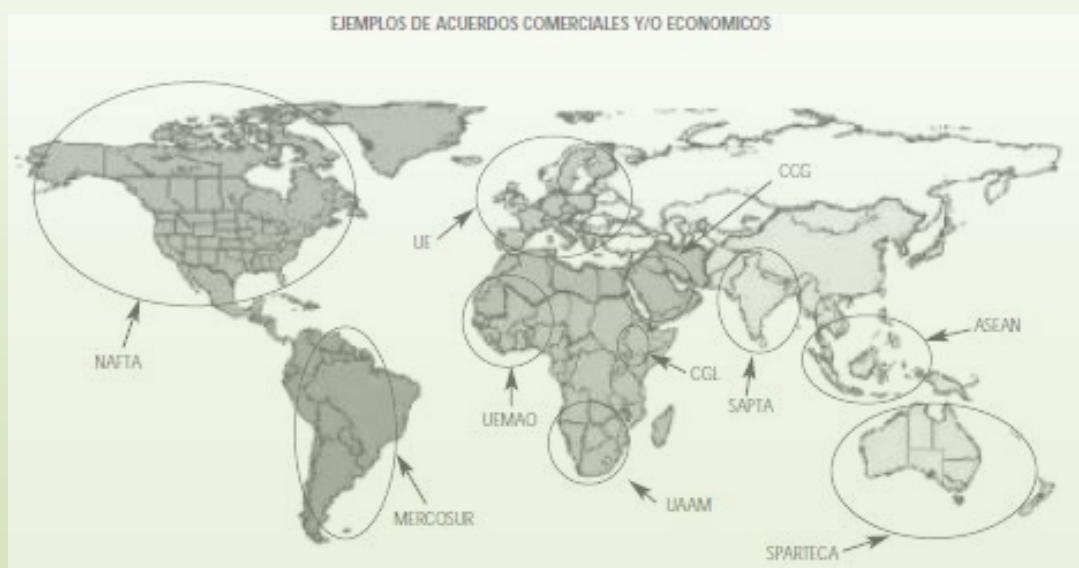 EJEMPLOS DE ACUERDOS COMERCIALES Y/O ECONOMICOS
CCG
UE
NAFTA
ASEAN
CGL
SAPTA
UEMAO
UAAM
MERCOSUR
SPARTECA